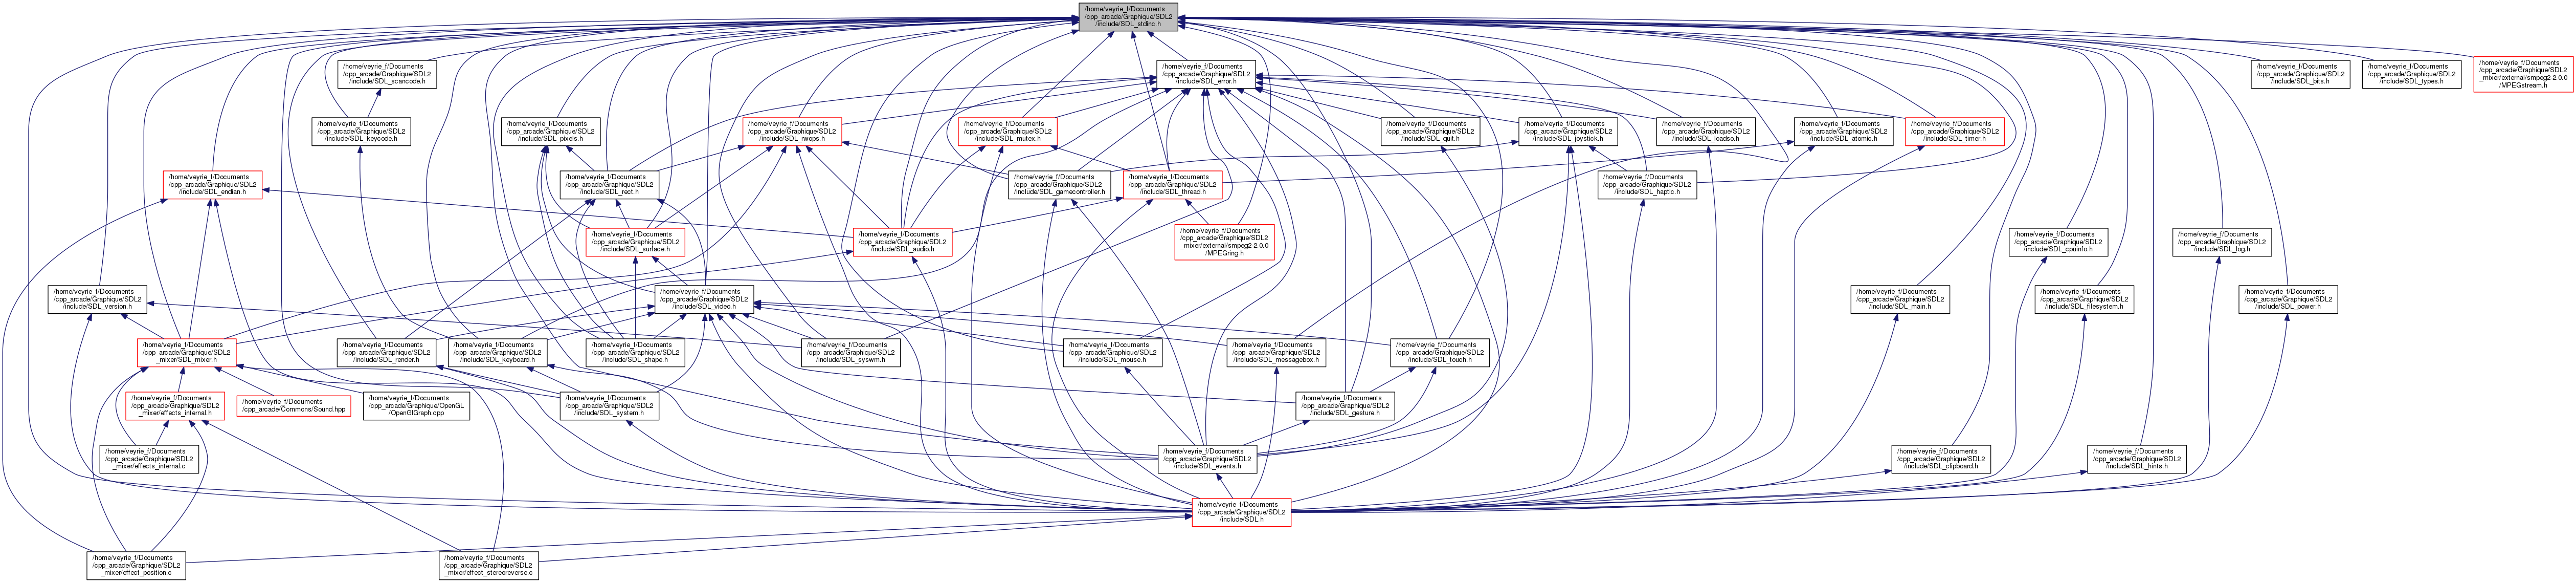 /home/veyrie_f/Documents
/cpp_arcade/Graphique/SDL2
/include/SDL_stdinc.h
/home/veyrie_f/Documents
/cpp_arcade/Graphique/SDL2
/include/SDL_scancode.h
/home/veyrie_f/Documents
/cpp_arcade/Graphique/SDL2
/include/SDL_error.h
/home/veyrie_f/Documents
/cpp_arcade/Graphique/SDL2
/include/SDL_bits.h
/home/veyrie_f/Documents
/cpp_arcade/Graphique/SDL2
/include/SDL_types.h
/home/veyrie_f/Documents
/cpp_arcade/Graphique/SDL2
_mixer/external/smpeg2-2.0.0
/MPEGstream.h
/home/veyrie_f/Documents
/cpp_arcade/Graphique/SDL2
/include/SDL_keycode.h
/home/veyrie_f/Documents
/cpp_arcade/Graphique/SDL2
/include/SDL_pixels.h
/home/veyrie_f/Documents
/cpp_arcade/Graphique/SDL2
/include/SDL_rwops.h
/home/veyrie_f/Documents
/cpp_arcade/Graphique/SDL2
/include/SDL_mutex.h
/home/veyrie_f/Documents
/cpp_arcade/Graphique/SDL2
/include/SDL_quit.h
/home/veyrie_f/Documents
/cpp_arcade/Graphique/SDL2
/include/SDL_joystick.h
/home/veyrie_f/Documents
/cpp_arcade/Graphique/SDL2
/include/SDL_loadso.h
/home/veyrie_f/Documents
/cpp_arcade/Graphique/SDL2
/include/SDL_atomic.h
/home/veyrie_f/Documents
/cpp_arcade/Graphique/SDL2
/include/SDL_timer.h
/home/veyrie_f/Documents
/cpp_arcade/Graphique/SDL2
/include/SDL_endian.h
/home/veyrie_f/Documents
/cpp_arcade/Graphique/SDL2
/include/SDL_rect.h
/home/veyrie_f/Documents
/cpp_arcade/Graphique/SDL2
/include/SDL_gamecontroller.h
/home/veyrie_f/Documents
/cpp_arcade/Graphique/SDL2
/include/SDL_thread.h
/home/veyrie_f/Documents
/cpp_arcade/Graphique/SDL2
/include/SDL_haptic.h
/home/veyrie_f/Documents
/cpp_arcade/Graphique/SDL2
/include/SDL_surface.h
/home/veyrie_f/Documents
/cpp_arcade/Graphique/SDL2
/include/SDL_audio.h
/home/veyrie_f/Documents
/cpp_arcade/Graphique/SDL2
_mixer/external/smpeg2-2.0.0
/MPEGring.h
/home/veyrie_f/Documents
/cpp_arcade/Graphique/SDL2
/include/SDL_cpuinfo.h
/home/veyrie_f/Documents
/cpp_arcade/Graphique/SDL2
/include/SDL_log.h
/home/veyrie_f/Documents
/cpp_arcade/Graphique/SDL2
/include/SDL_version.h
/home/veyrie_f/Documents
/cpp_arcade/Graphique/SDL2
/include/SDL_video.h
/home/veyrie_f/Documents
/cpp_arcade/Graphique/SDL2
/include/SDL_main.h
/home/veyrie_f/Documents
/cpp_arcade/Graphique/SDL2
/include/SDL_filesystem.h
/home/veyrie_f/Documents
/cpp_arcade/Graphique/SDL2
/include/SDL_power.h
/home/veyrie_f/Documents
/cpp_arcade/Graphique/SDL2
_mixer/SDL_mixer.h
/home/veyrie_f/Documents
/cpp_arcade/Graphique/SDL2
/include/SDL_render.h
/home/veyrie_f/Documents
/cpp_arcade/Graphique/SDL2
/include/SDL_keyboard.h
/home/veyrie_f/Documents
/cpp_arcade/Graphique/SDL2
/include/SDL_shape.h
/home/veyrie_f/Documents
/cpp_arcade/Graphique/SDL2
/include/SDL_syswm.h
/home/veyrie_f/Documents
/cpp_arcade/Graphique/SDL2
/include/SDL_mouse.h
/home/veyrie_f/Documents
/cpp_arcade/Graphique/SDL2
/include/SDL_messagebox.h
/home/veyrie_f/Documents
/cpp_arcade/Graphique/SDL2
/include/SDL_touch.h
/home/veyrie_f/Documents
/cpp_arcade/Graphique/SDL2
_mixer/effects_internal.h
/home/veyrie_f/Documents
/cpp_arcade/Commons/Sound.hpp
/home/veyrie_f/Documents
/cpp_arcade/Graphique/OpenGL
/OpenGlGraph.cpp
/home/veyrie_f/Documents
/cpp_arcade/Graphique/SDL2
/include/SDL_system.h
/home/veyrie_f/Documents
/cpp_arcade/Graphique/SDL2
/include/SDL_gesture.h
/home/veyrie_f/Documents
/cpp_arcade/Graphique/SDL2
_mixer/effects_internal.c
/home/veyrie_f/Documents
/cpp_arcade/Graphique/SDL2
/include/SDL_events.h
/home/veyrie_f/Documents
/cpp_arcade/Graphique/SDL2
/include/SDL_clipboard.h
/home/veyrie_f/Documents
/cpp_arcade/Graphique/SDL2
/include/SDL_hints.h
/home/veyrie_f/Documents
/cpp_arcade/Graphique/SDL2
/include/SDL.h
/home/veyrie_f/Documents
/cpp_arcade/Graphique/SDL2
_mixer/effect_position.c
/home/veyrie_f/Documents
/cpp_arcade/Graphique/SDL2
_mixer/effect_stereoreverse.c